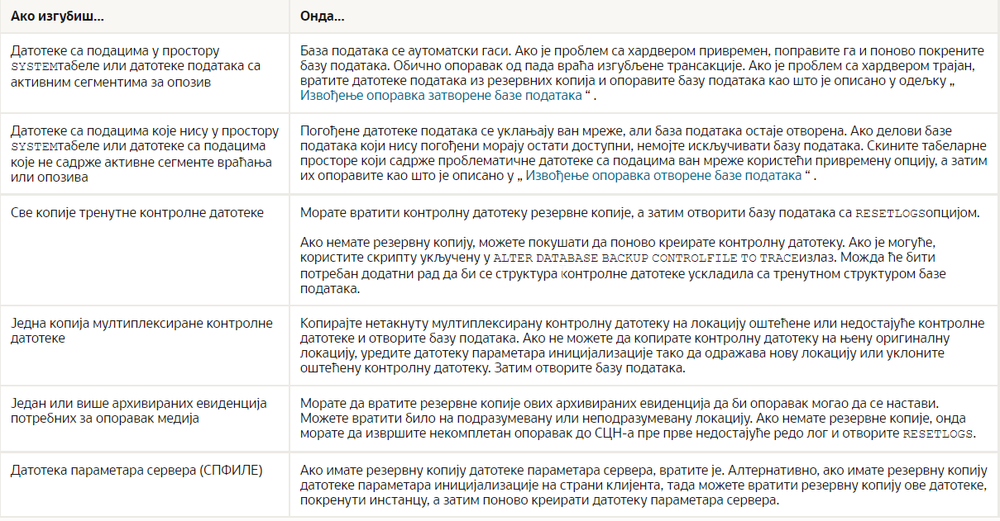 Ако изгубиш...
Онда...
Датотеке са подацима у простору
SYSTEMтабеле или датотеке података са
активним сегментима за опозив
База података се аутоматски гаси. Ако је проблем са хардвером привремен, поправите га и поново покрените
базу података. Обично опоравак од пада враћа изгубљене трансакције. Ако је проблем са хардвером трајан,
вратите датотеке података из резервних копија и опоравите базу података као што је описано у одељку „
Извођење опоравка затворене базе података “ .
Датотеке са подацима које нису у простору
SYSTEMтабеле или датотеке са подацима
које не садрже активне сегменте враћања
или опозива
Погођене датотеке података се уклањају ван мреже, али база података остаје отворена. Ако делови базе
података који нису погођени морају остати доступни, немојте искључивати базу података. Скините табеларне
просторе који садрже проблематичне датотеке са подацима ван мреже користећи привремену опцију, а затим
их опоравите као што је описано у „ Извођење опоравка отворене базе података “ .
Све копије тренутне контролне датотеке
Морате вратити контролну датотеку резервне копије, а затим отворити базу података са RESETLOGSопцијом.
Ако немате резервну копију, можете покушати да поново креирате контролну датотеку. Ако је могуће,
користите скрипту укључену у ALTER DATABASE BACKUP CONTROLFILE TO TRACEизлаз. Можда ће бити
потребан додатни рад да би се структура контролне датотеке ускладила са тренутном структуром базе
података.
Једна копија мултиплексиране контролне
датотеке
Копирајте нетакнуту мултиплексирану контролну датотеку на локацију оштећене или недостајуће контролне
датотеке и отворите базу података. Ако не можете да копирате контролну датотеку на њену оригиналну
локацију, уредите датотеку параметара иницијализације тако да одражава нову локацију или уклоните
оштећену контролну датотеку. Затим отворите базу података.
Један или више архивираних евиденција
потребних за опоравак медија
Морате да вратите резервне копије ових архивираних евиденција да би опоравак могао да се настави.
Можете вратити било на подразумевану или неподразумевану локацију. Ако немате резервне копије, онда
морате да извршите некомплетан опоравак до СЦН-а пре прве недостајуће редо лог и отворите RESETLOGS.
Датотека параметара сервера (СПФИЛЕ)
Ако имате резервну копију датотеке параметара сервера, вратите је. Алтернативно, ако имате резервну копију
датотеке параметара иницијализације на страни клијента, тада можете вратити резервну копију ове датотеке,
покренути инстанцу, а затим поново креирати датотеку параметара сервера.